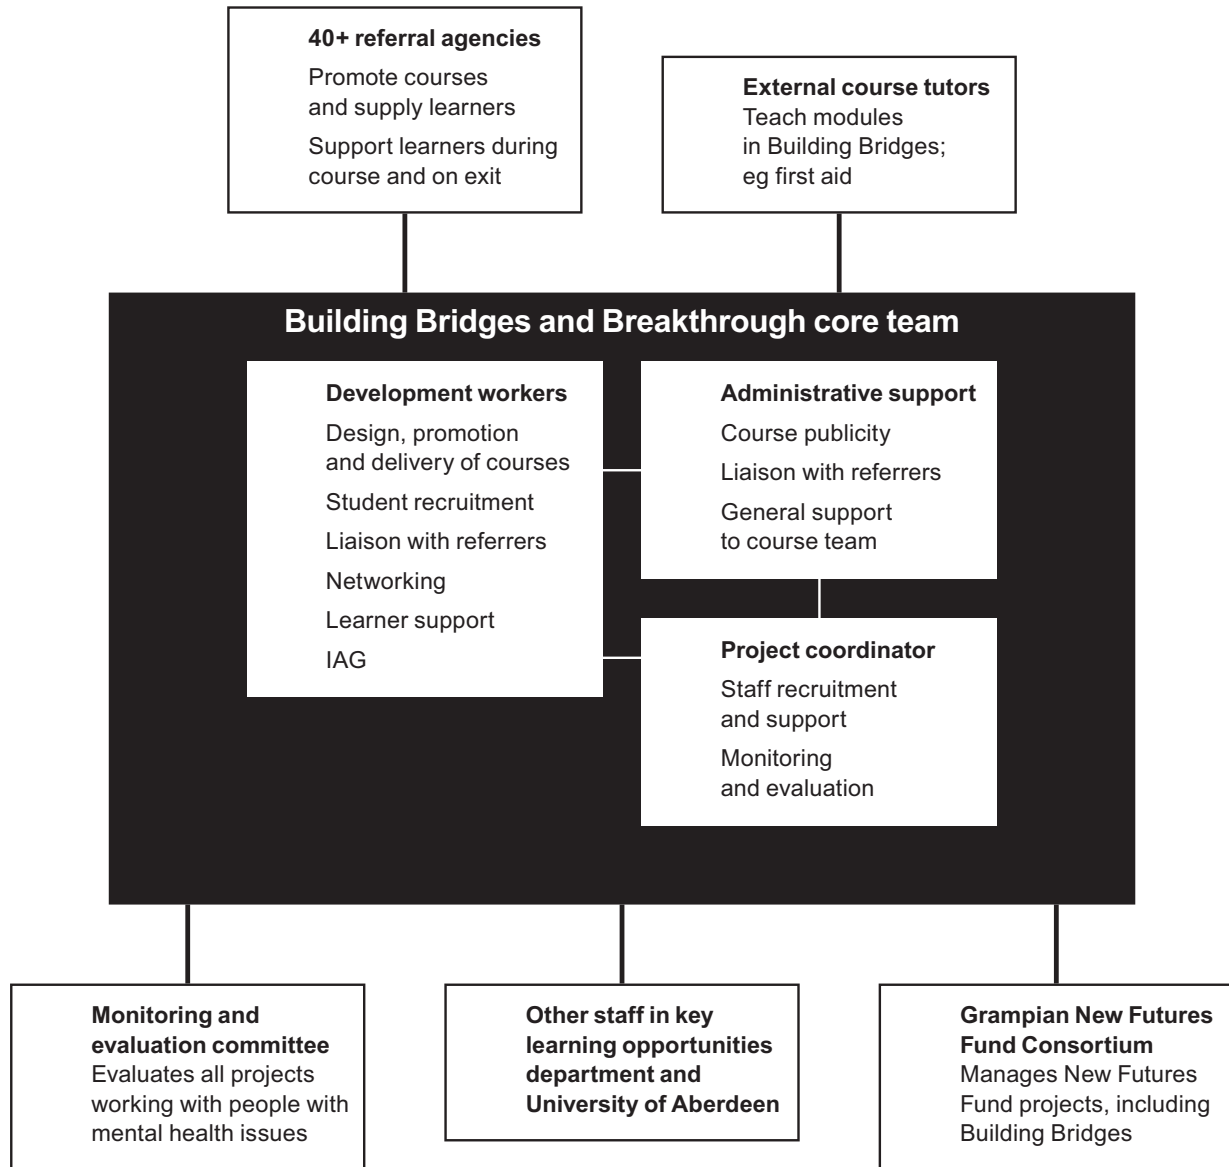 40+ referral agencies
Promote courses
and supply learners
Support learners during
course and on exit
External course tutors
Teach modules
in Building Bridges;
eg first aid
Building Bridges and Breakthrough core team
Development workers
Design, promotion
and delivery of courses
Student recruitment
Liaison with referrers
Networking
Learner support
IAG
Administrative support
Course publicity
Liaison with referrers
General support
to course team
Project coordinator
Staff recruitment
and support
Monitoring
and evaluation
Monitoring and
evaluation committee
Evaluates all projects
working with people with
mental health issues
Other staff in key
learning opportunities
department and
University of Aberdeen
Grampian New Futures
Fund Consortium
Manages New Futures
Fund projects, including
Building Bridges